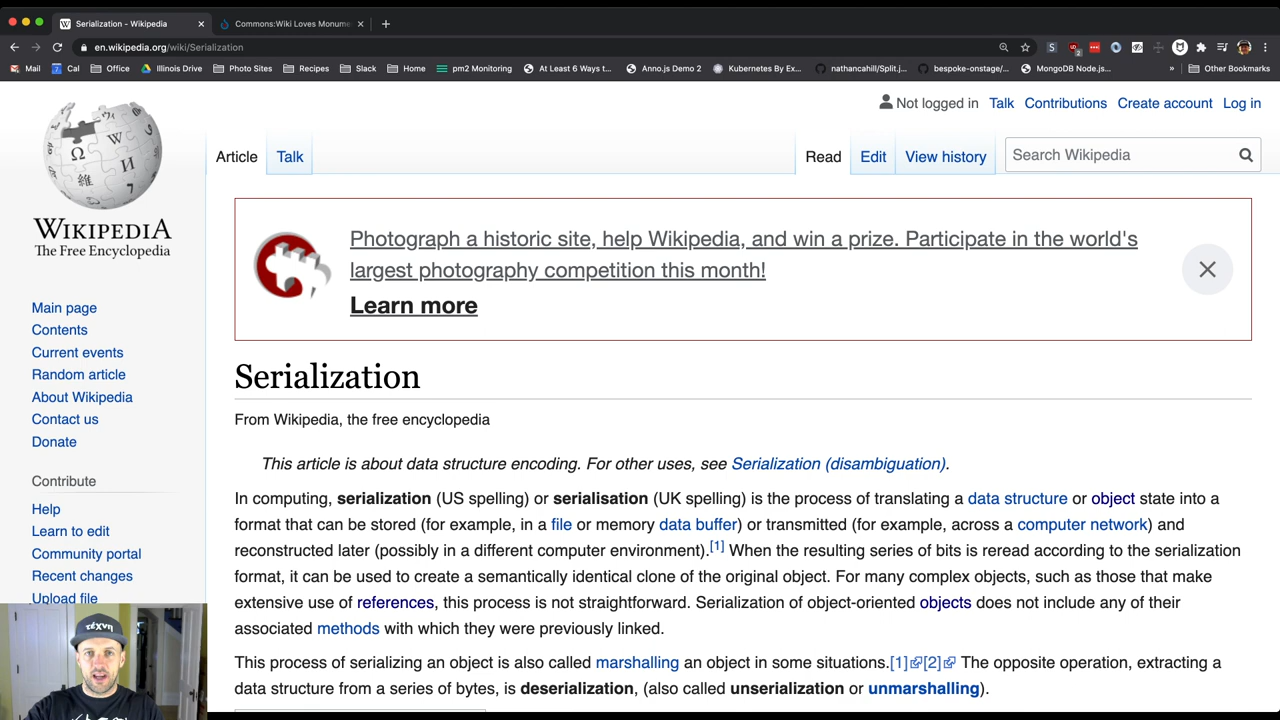 Serialization - Wikipedia
Commons:Wiki Loves Monume
en.wikipedia.org/wiki/Serialization
Mail Cal Office Illinois Drive Photo Sites Recipes Slack Home pm2 Monitoring At Least 6 Ways t... Anno.js Demo 2 Kubernetes By Ex... nathancahill/Split.j... bespoke-onstage/... MongoDB Node.js... » Other Bookmarks
Not logged in Talk Contributions Create account Log in
Article Talk Read Edit View history Search Wikipedia
WIKIPEDIA
The Free Encyclopedia
Main page
Contents
Current events
Random article
About Wikipedia
Contact us
Donate
Contribute
Help
Learn to edit
Community portal
Recent changes
Upload file
Photograph a historic site, help Wikipedia, and win a prize. Participate in the world's
largest photography competition this month!
Learn more
Serialization
From Wikipedia, the free encyclopedia
This article is about data structure encoding. For other uses, see Serialization (disambiguation).
In computing, serialization (US spelling) or serialisation (UK spelling) is the process of translating a data structure or object state into a
format that can be stored (for example, in a file or memory data buffer) or transmitted (for example, across a computer network) and
reconstructed later (possibly in a different computer environment).[1] When the resulting series of bits is reread according to the serialization
format, it can be used to create a semantically identical clone of the original object. For many complex objects, such as those that make
extensive use of references, this process is not straightforward. Serialization of object-oriented objects does not include any of their
associated methods with which they were previously linked.
This process of serializing an object is also called marshalling an object in some situations.[1][2] The opposite operation, extracting a
data structure from a series of bytes, is deserialization, (also called unserialization or unmarshalling).
τέχνη